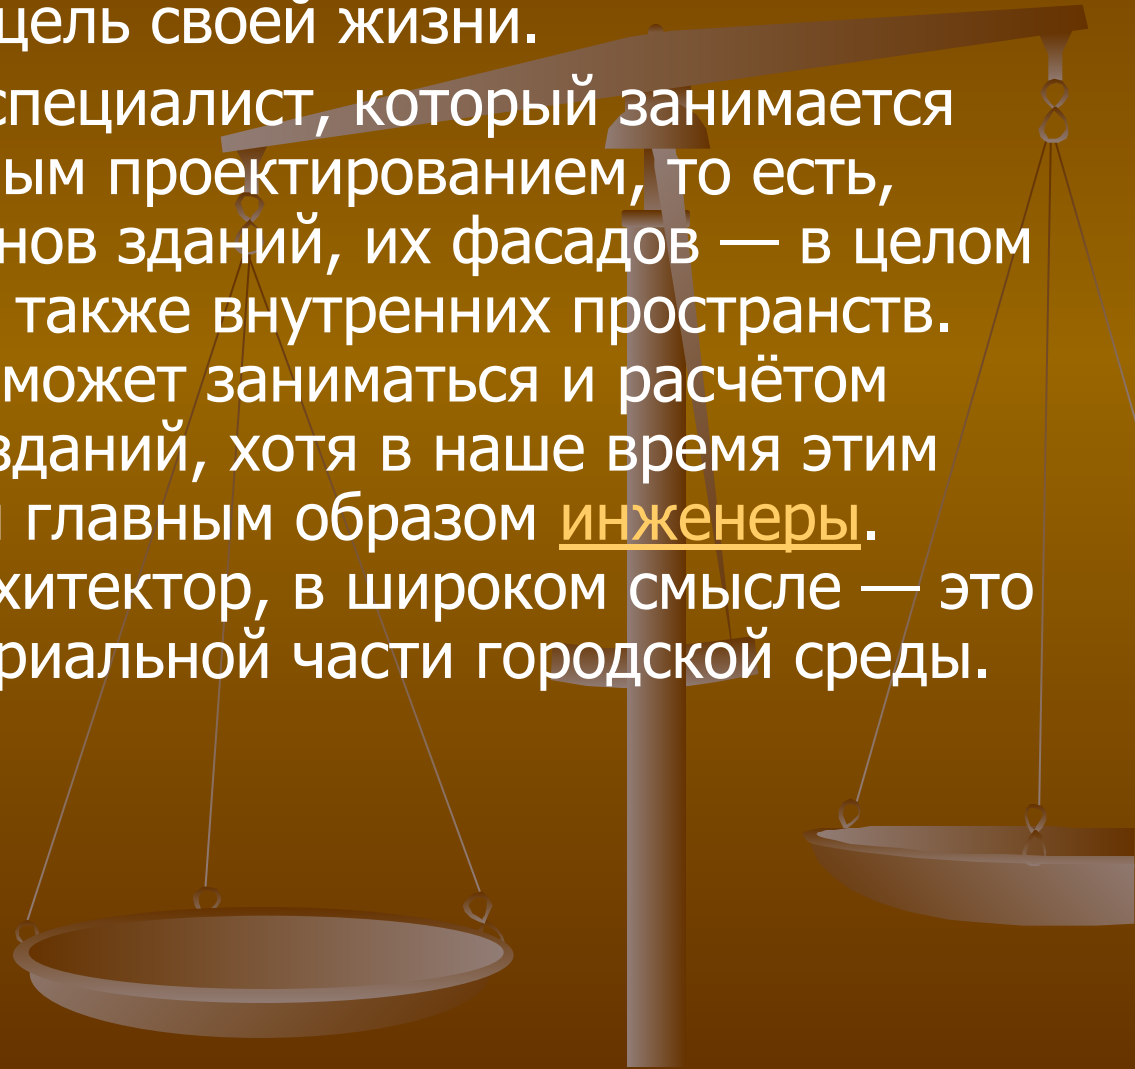 цель своей жизни.
специалист, который занимается
ым проектированием, то есть,
нов зданий, их фасадов — в целом
также внутренних пространств.
может заниматься и расчётом
зданий, хотя в наше время этим
главным образом инженеры.
хитектор, в широком смысле — это
риальной части городской среды.